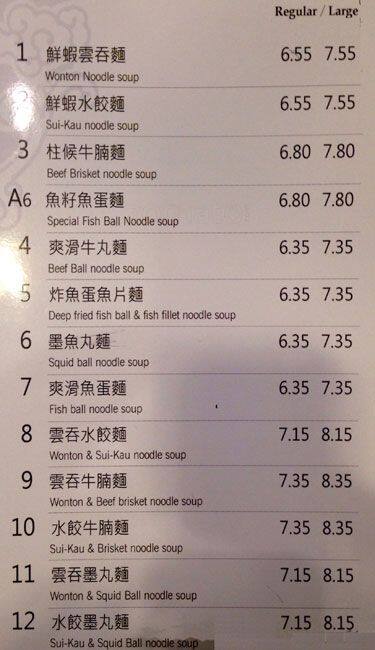 Regular / Large
1 鮮蝦雲吞麵 6.55 7.55
Wonton Noodle soup
2 鮮蝦水餃麵 6.55 7.55
Sui-Kau noodle soup
3 柱候牛腩麵 6.80 7.80
Beef Brisket noodle soup
A6 魚籽魚蛋麵 6.80 7.80
Special Fish Ball Noodle soup
4 爽滑牛丸麵 6.35 7.35
Beef Ball noodle soup
5 炸魚蛋魚片麵 6.35 7.35
Deep fried fish ball & fish fillet noodle soup
6 墨魚丸麵 6.35 7.35
Squid ball noodle soup
7 爽滑魚蛋麵 6.35 7.35
Fish ball noodle soup
8 雲吞水餃麵 7.15 8.15
Wonton & Sui-Kau noodle soup
9 雲吞牛腩麵 7.35 8.35
Wonton & Beef brisket noodle soup
10 水餃牛腩麵 7.35 8.35
Sui-Kau & Brisket noodle soup
11 雲吞墨丸麵 7.15 8.15
Wonton & Squid Ball noodle soup
12 水餃墨丸麵 7.15 8.15
Sui-Kau & Squid Ball noodle soup